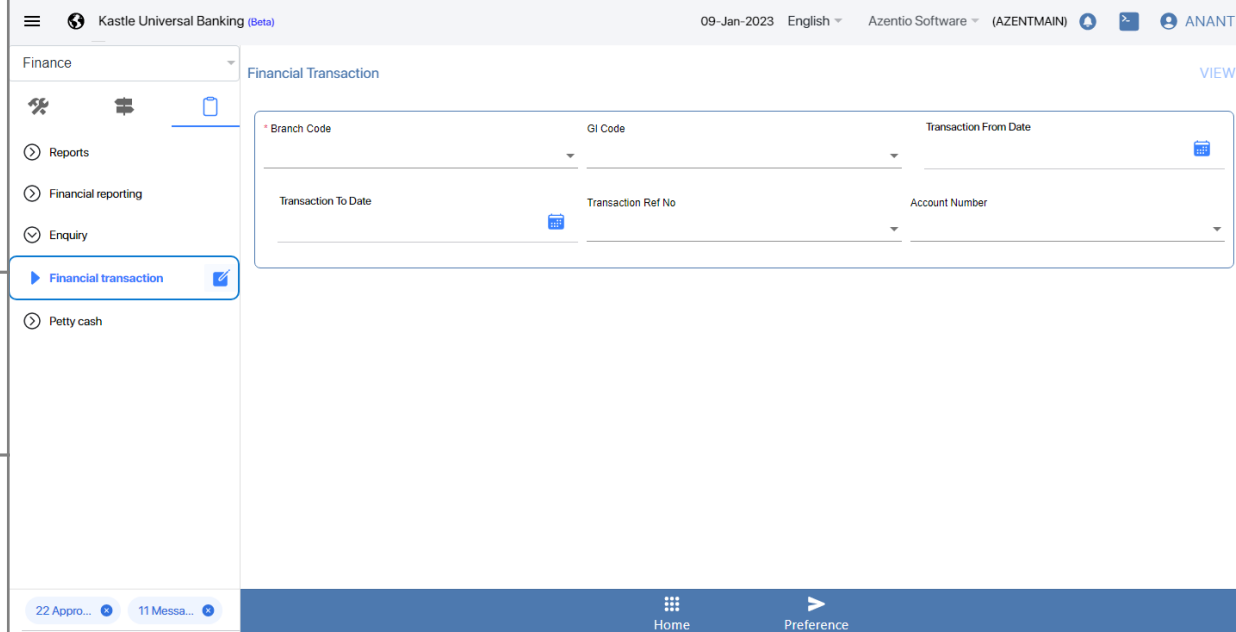 Kastle Universal Banking (Beta)
09-Jan-2023 English Azentio Software (AZENTMAIN) ANANT
Finance
Financial Transaction
VIEW
* Branch Code
Gl Code
Transaction From Date
Reports
Financial reporting
Transaction To Date
Transaction Ref No
Account Number
Enquiry
Financial transaction
Petty cash
22 Appro...
11 Messa...
Home
Preference